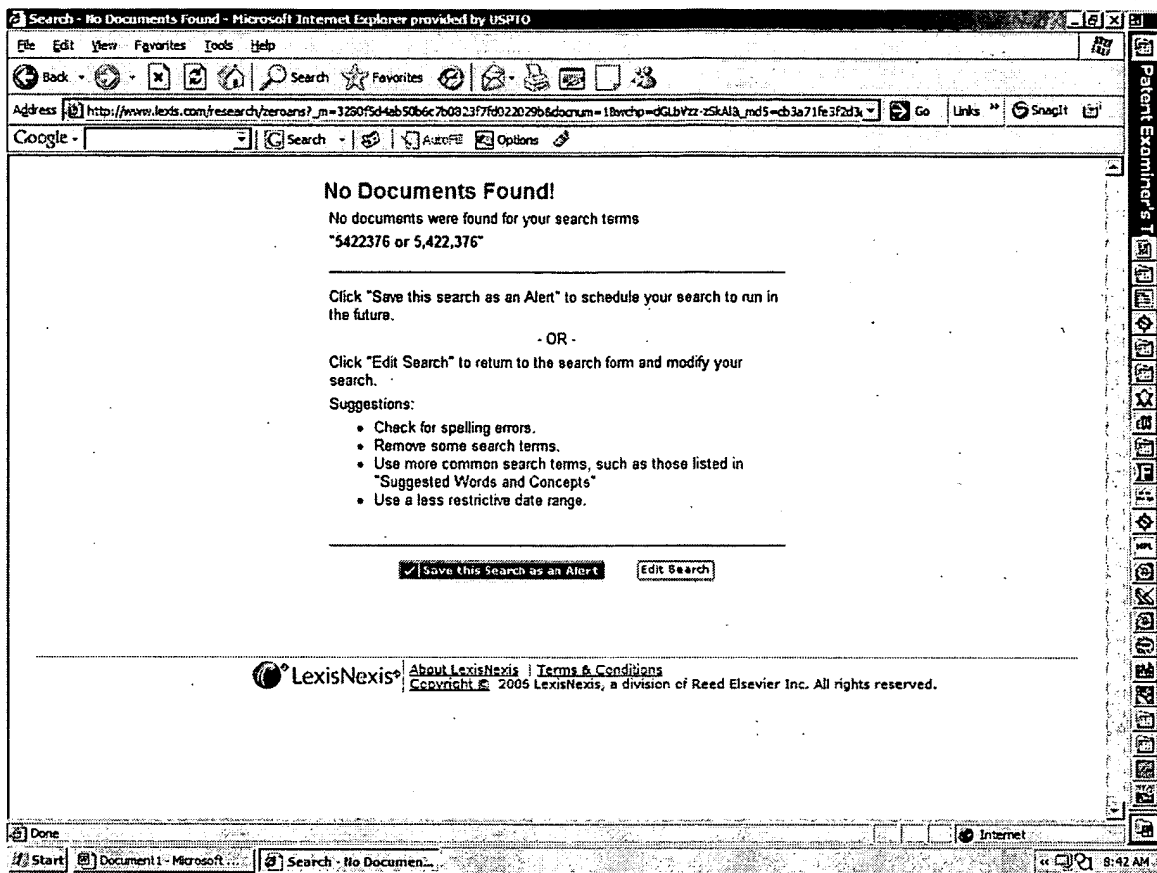 Search - No Documents Found - Microsoft Internet Explorer provided by USPTO
File Edit View Favorites Tools Help
Back Search Favorites
Address Go Links » SnagIt
Google - Search AutoFill Options
Patent Examiner's T
No Documents Found!
No documents were found for your search terms
"5422376 or 5,422,376"
Click "Save this search as an Alert" to schedule your search to run in
the future.
- OR -
Click "Edit Search" to return to the search form and modify your
search.
Suggestions:
• Check for spelling errors.
• Remove some search terms.
• Use more common search terms, such as those listed in
"Suggested Words and Concepts"
• Use a less restrictive date range.
Save this Search as an Alert Edit Search
LexisNexis About LexisNexis | Terms & Conditions
Copyright © 2006 LexisNexis, a division of Reed Elsevier Inc. All rights reserved.
Done Internet
Start Document1 - Microsoft ... Search - No Documen... « 8:42 AM